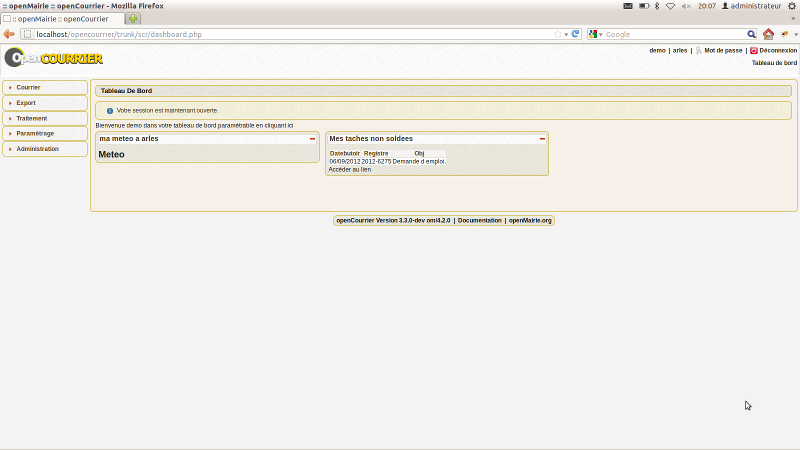 :: openMairie :: openCourrier - Mozilla Firefox
20:07 administrateur
:: openMairie :: openCourrier
localhost/opencourrier/trunk/scr/dashboard.php
Google
openCOURRIER
demo | arles | Mot de passe | Déconnexion
Tableau de bord
Courrier
Export
Traitement
Paramétrage
Administration
Tableau De Bord
Votre session est maintenant ouverte.
Bienvenue demo dans votre tableau de bord paramétrable en cliquant ici
ma meteo a arles
Meteo
Mes taches non soldees
Datebutoir Registre Obj
06/09/2012 2012-6275 Demande d emploi.
Accéder au lien
openCourrier Version 3.3.0-dev om/4.2.0 | Documentation | openMairie.org